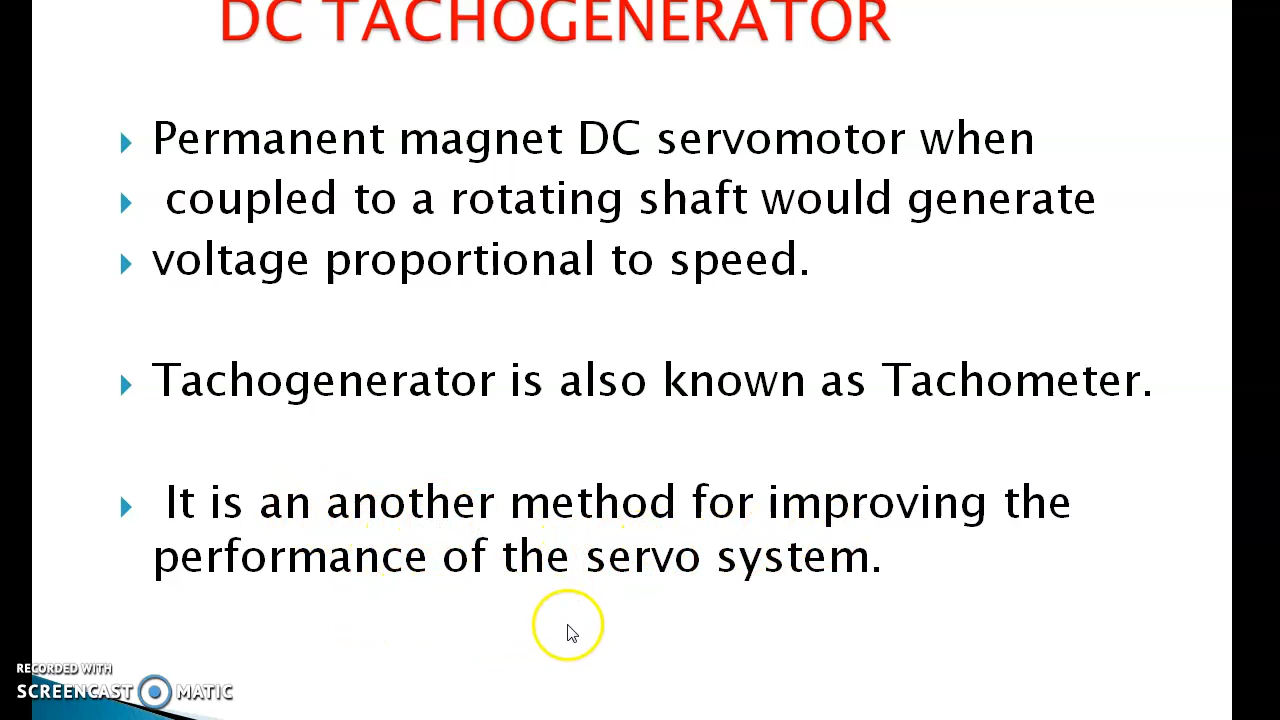 DC TACHOGENERATOR
Permanent magnet DC servomotor when
coupled to a rotating shaft would generate
voltage proportional to speed.
Tachogenerator is also known as Tachometer.
It is an another method for improving the
performance of the servo system.
RECORDED WITH
SCREENCAST MATIC